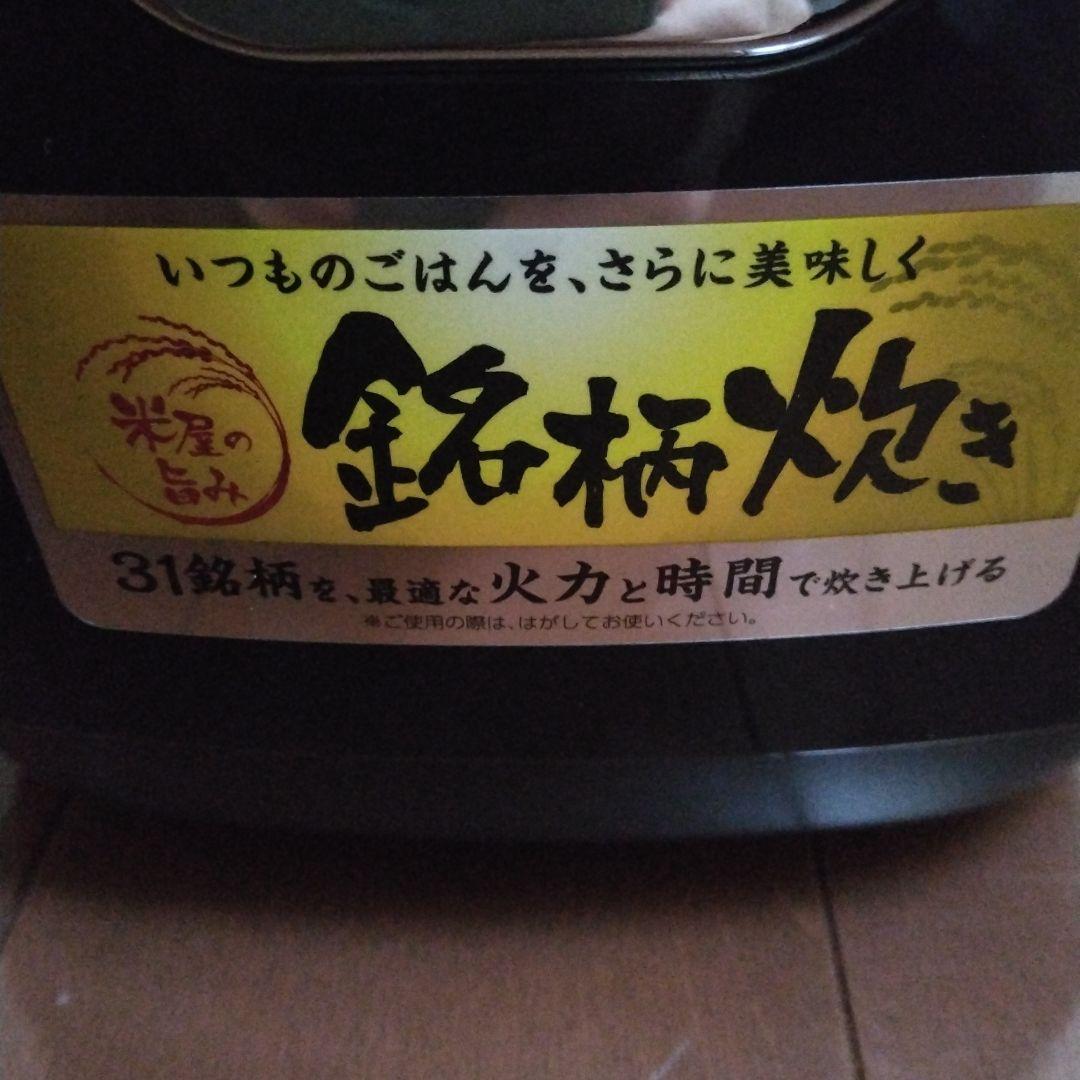 いつものごはんを、さらに美味しく
米屋の
旨み
銘柄炊き
31銘柄を、最適な火力と時間で炊き上げる
※ご使用の際は、はがしてお使いください。